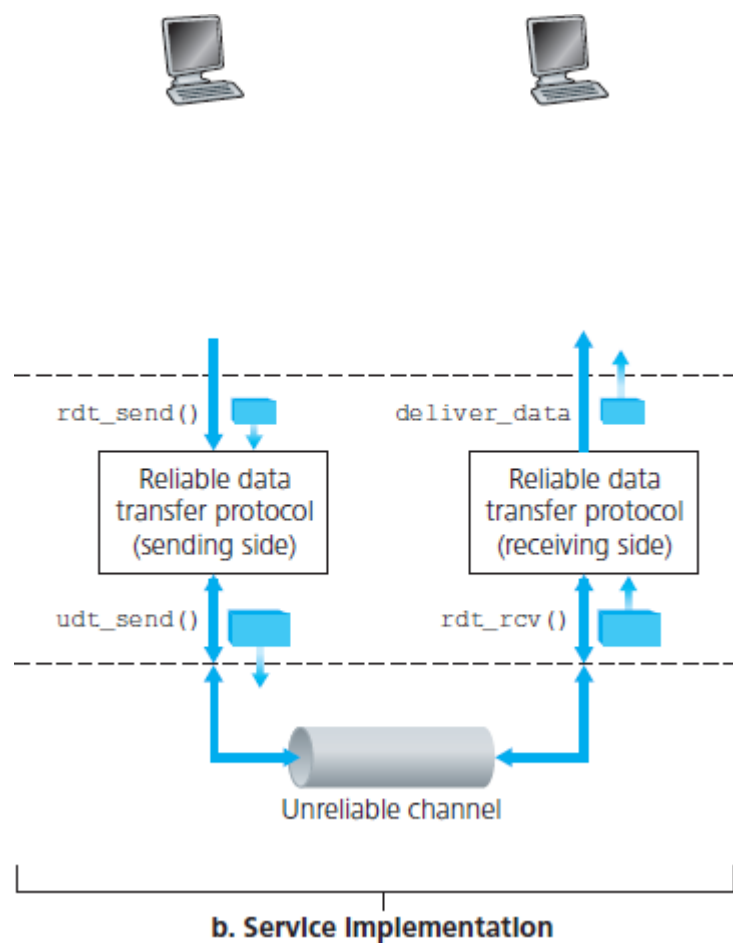 rdt_send()
deliver_data
Reliable data
transfer protocol
(sending side)
Reliable data
transfer protocol
(receiving side)
udt_send()
rdt_rcv()
Unreliable channel
b. Service implementation